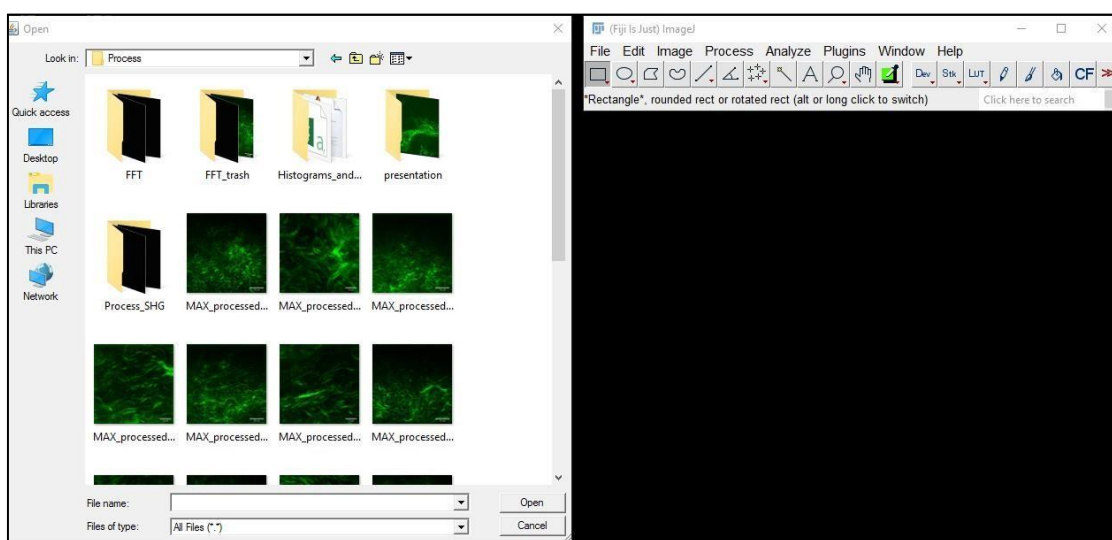 Open
Look in: Process
Quick access
Desktop
Libraries
This PC
Network
FFT FFT_trash Histograms_and... presentation
Process_SHG MAX_processed... MAX_processed... MAX_processed...
MAX_processed... MAX_processed... MAX_processed... MAX_processed...
File name: Open
Files of type: All Files (*.*) Cancel
(Fiji Is Just) ImageJ
File Edit Image Process Analyze Plugins Window Help
A Dev Stk LUT CF
*Rectangle*, rounded rect or rotated rect (alt or long click to switch) Click here to search